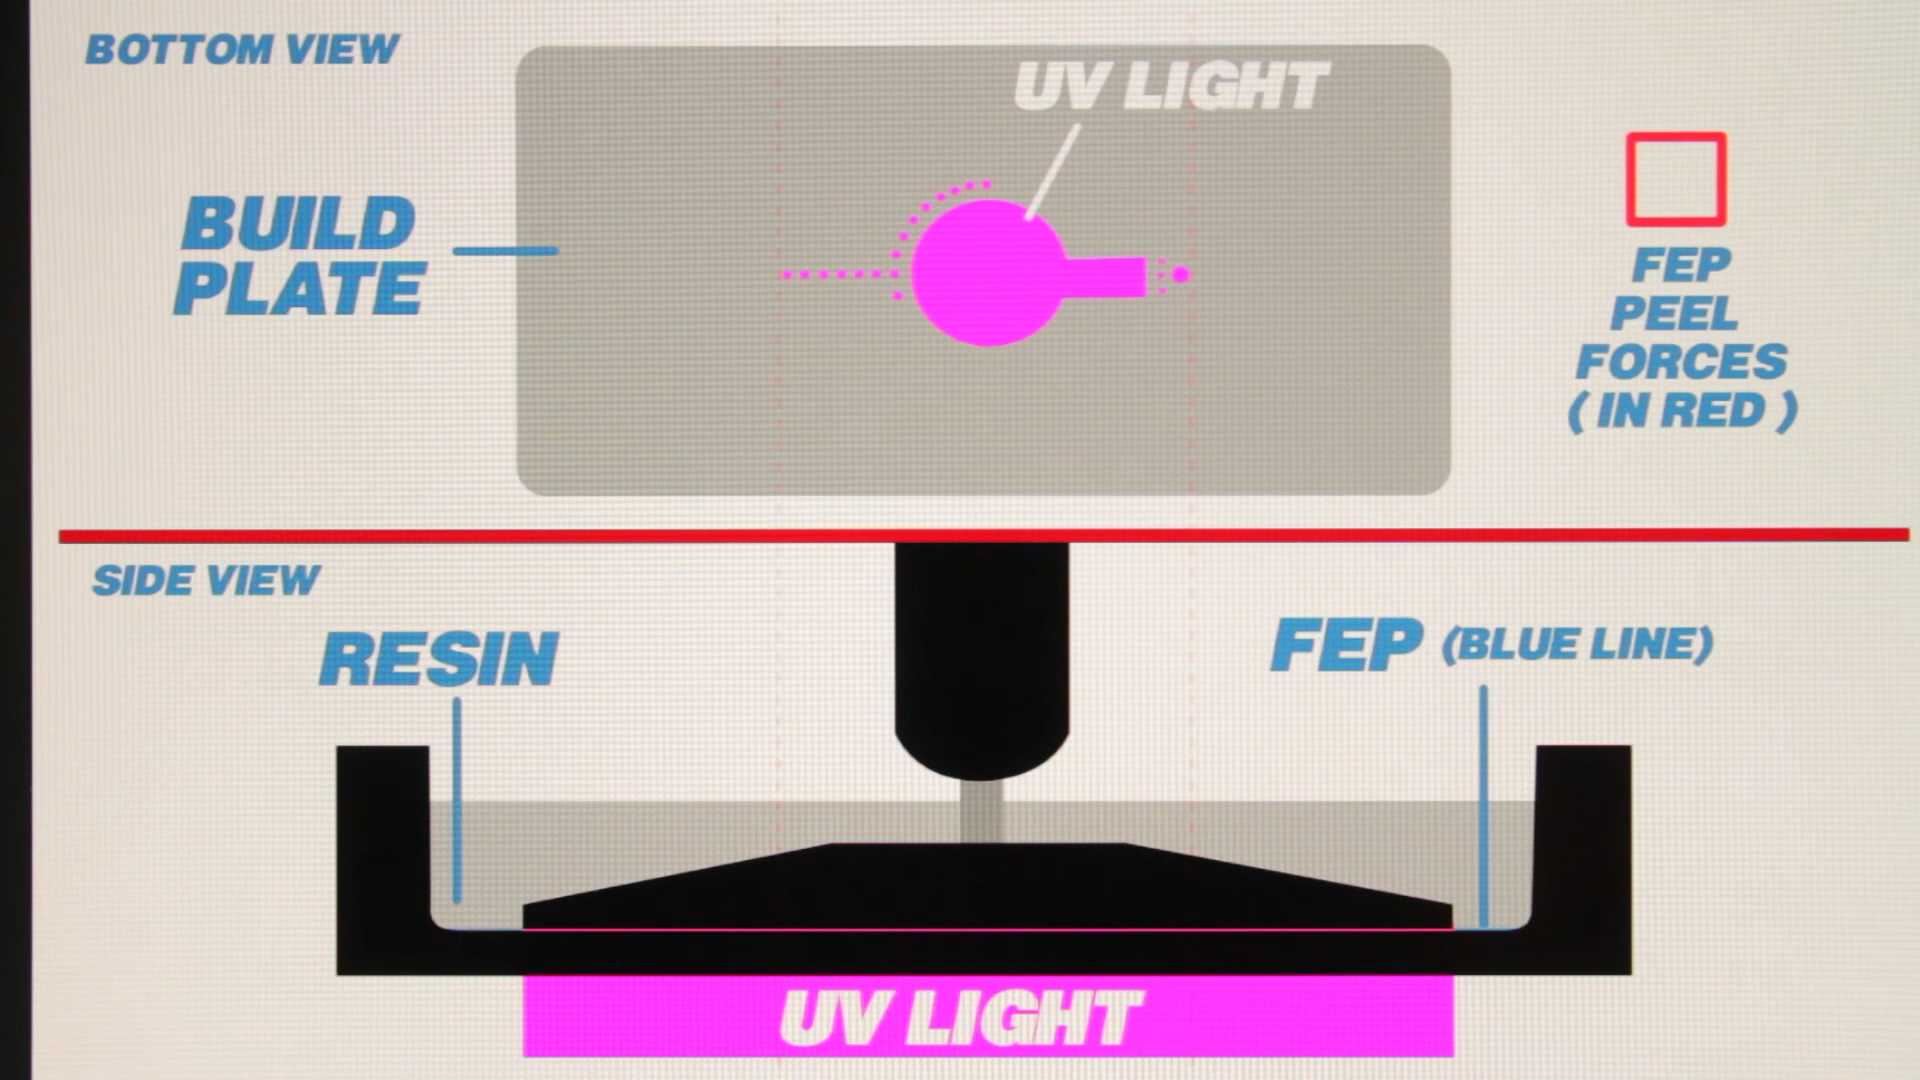 BOTTOM VIEW
UV LIGHT
BUILD
PLATE
FEP
PEEL
FORCES
( IN RED )
SIDE VIEW
RESIN
FEP (BLUE LINE)
UV LIGHT